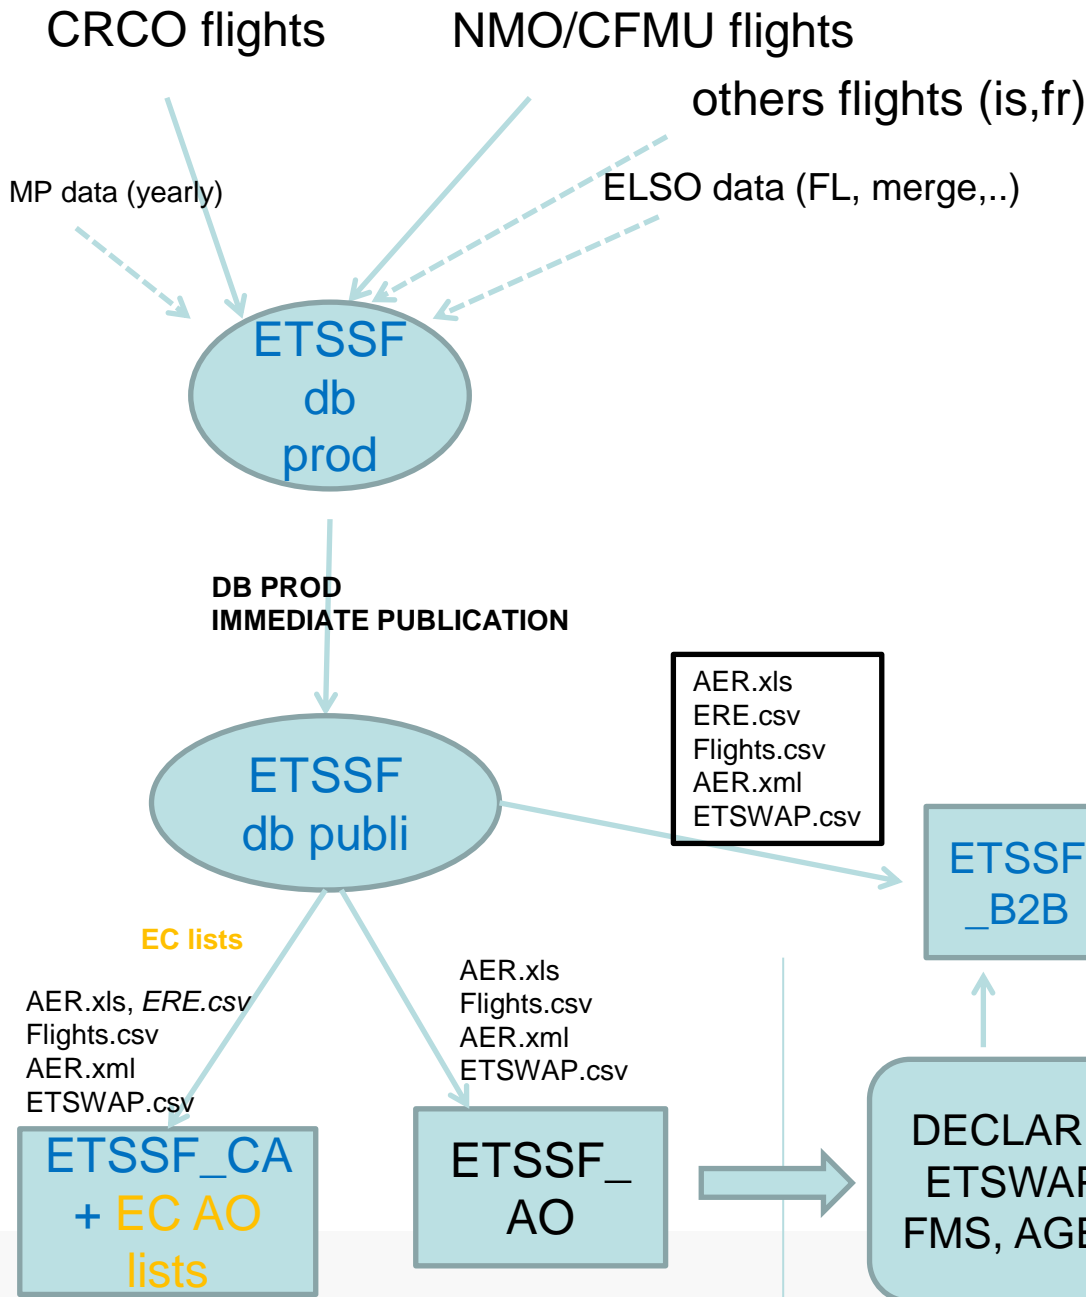 CRCO flights
NMO/CFMU flights
others flights (is,fr)
MP data (yearly)
ELSO data (FL, merge,..)
ETSSF
db
prod
DB PROD
IMMEDIATE PUBLICATION
AER.xls
ERE.csv
Flights.csv
AER.xml
ETSWAP.csv
ETSSF
db publi
ETSSF
_B2B
EC lists
AER.xls, ERE.csv
Flights.csv
AER.xml
ETSWAP.csv
AER.xls
Flights.csv
AER.xml
ETSWAP.csv
ETSSF_CA
+ EC AO
lists
ETSSF_
AO
DECLAR
ETSWAP
FMS,